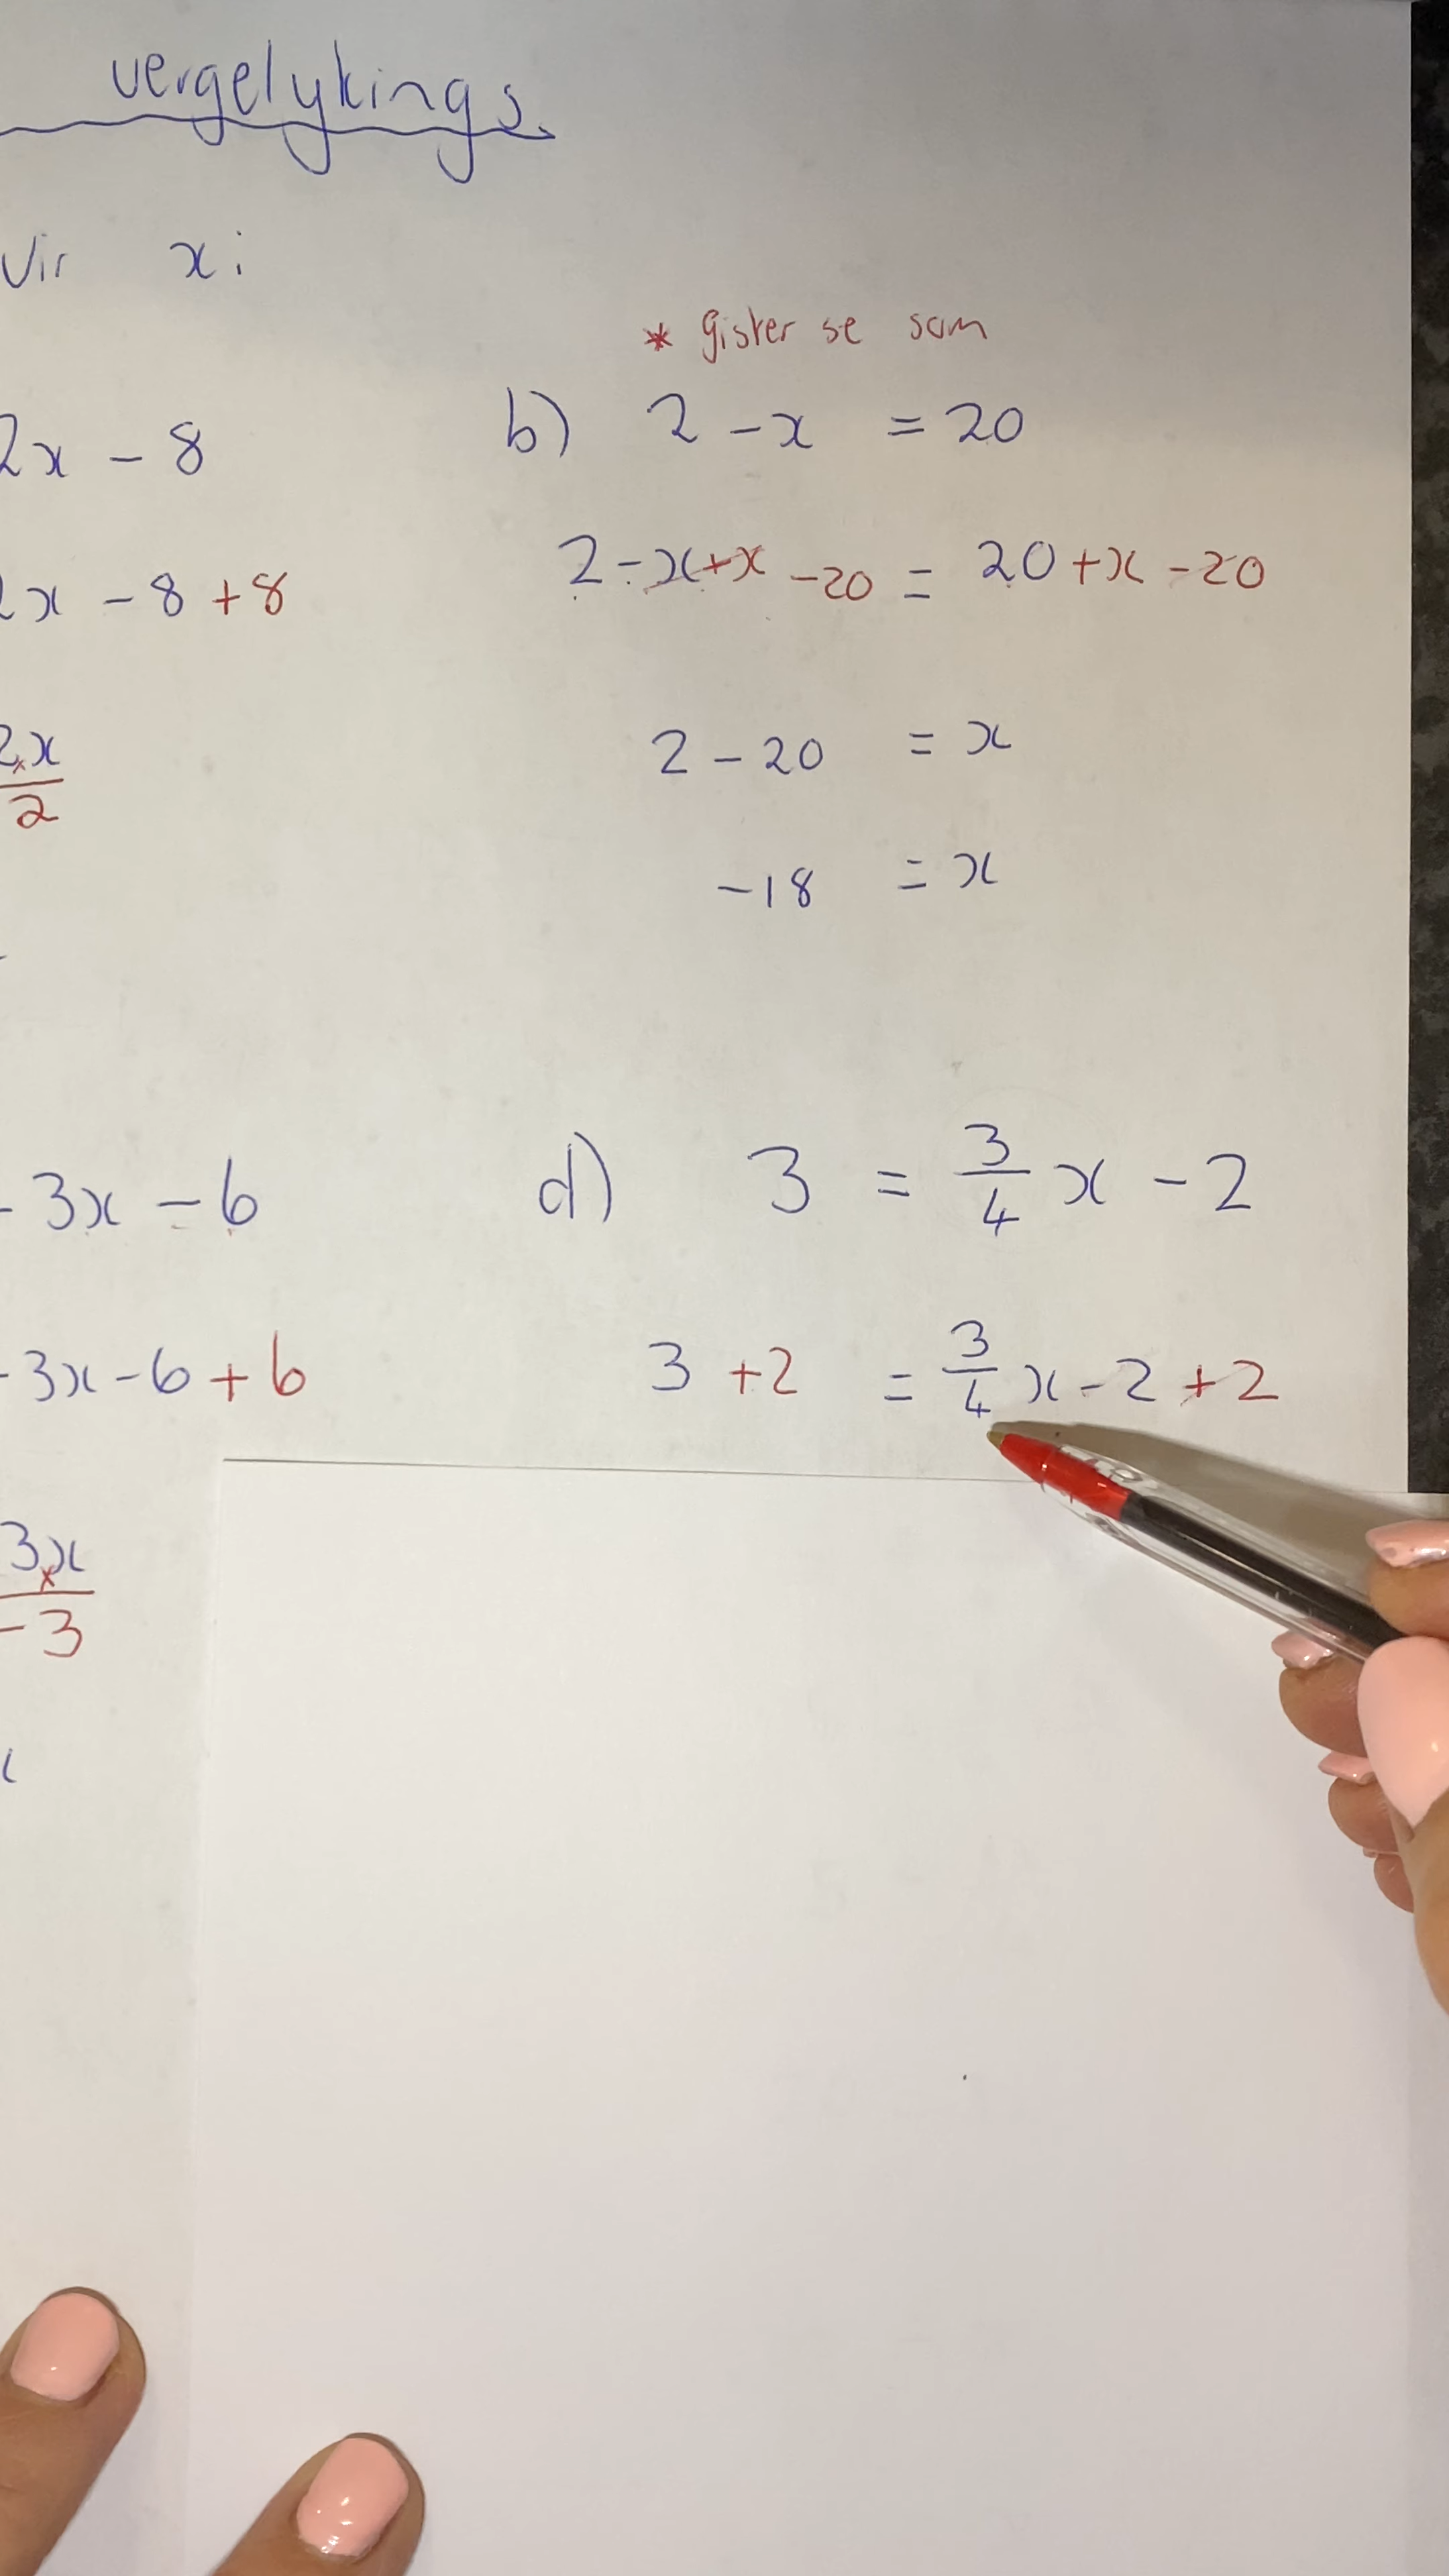 vergelykings
vir x:
2x - 8
2x - 8 + 8
2x
2
- 3x - 6
- 3x - 6 + 6
3x
-3
* gister se som
b) 2 - x = 20
2 - x + x - 20 = 20 + x - 20
2 - 20 = x
-18 = x
d) 3 = 3/4 x - 2
3 + 2 = 3/4 x - 2 + 2